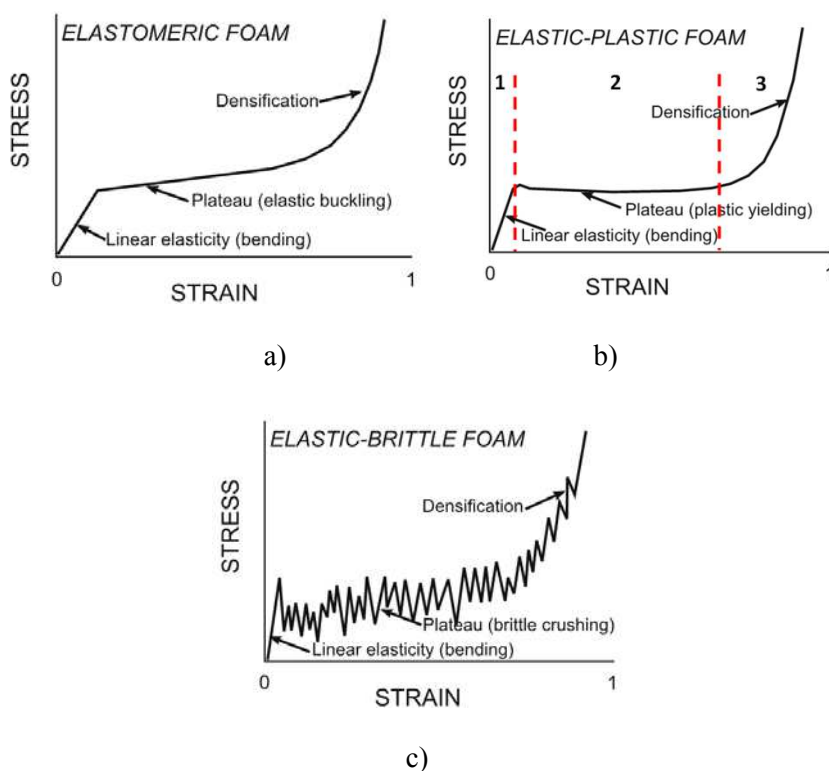 ELASTOMERIC FOAM
Densification
Plateau (elastic buckling)
Linear elasticity (bending)
STRESS
0
1
STRAIN
a)
ELASTIC-PLASTIC FOAM
1
2
3
Densification
Plateau (plastic yielding)
Linear elasticity (bending)
STRESS
0
1
STRAIN
b)
ELASTIC-BRITTLE FOAM
Densification
Plateau (brittle crushing)
Linear elasticity (bending)
STRESS
0
1
STRAIN
c)